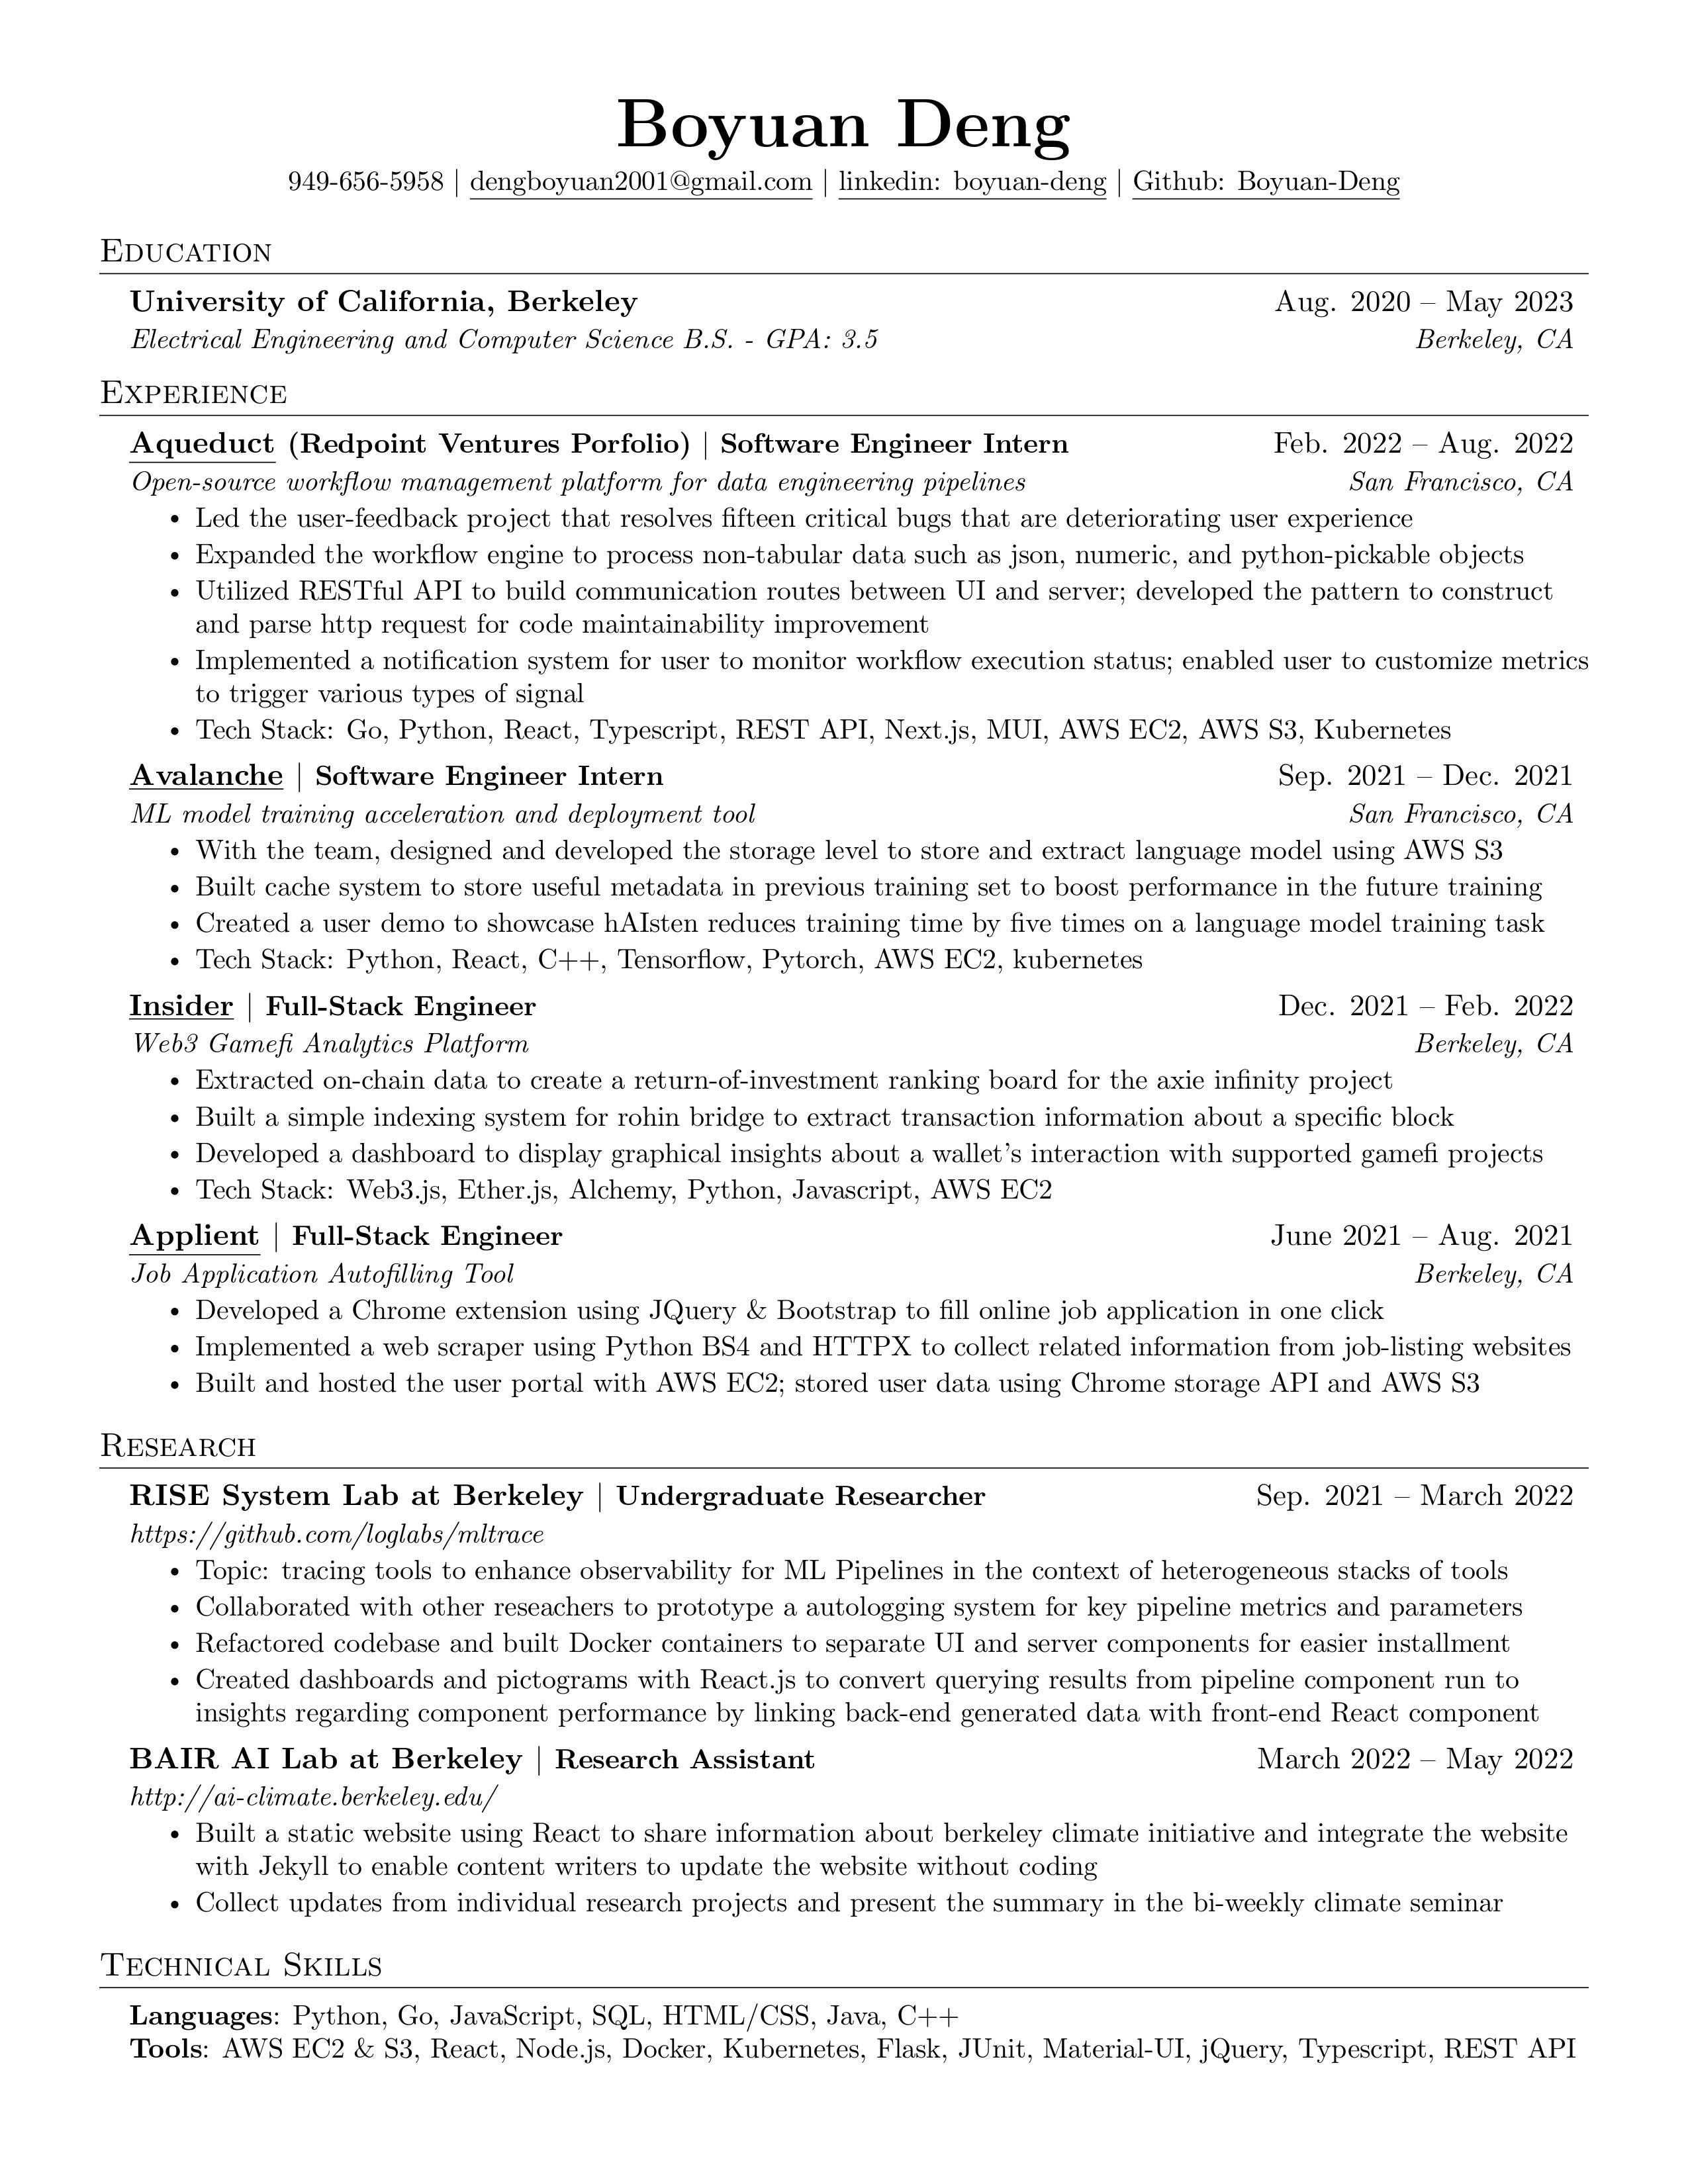 Boyuan Deng
949-656-5958 | dengboyuan2001@gmail.com | linkedin: boyuan-deng | Github: Boyuan-Deng
Education
University of California, Berkeley Aug. 2020 – May 2023
Electrical Engineering and Computer Science B.S. - GPA: 3.5 Berkeley, CA
Experience
Aqueduct (Redpoint Ventures Porfolio) | Software Engineer Intern Feb. 2022 – Aug. 2022
Open-source workflow management platform for data engineering pipelines San Francisco, CA
• Led the user-feedback project that resolves fifteen critical bugs that are deteriorating user experience
• Expanded the workflow engine to process non-tabular data such as json, numeric, and python-pickable objects
• Utilized RESTful API to build communication routes between UI and server; developed the pattern to construct
and parse http request for code maintainability improvement
• Implemented a notification system for user to monitor workflow execution status; enabled user to customize metrics
to trigger various types of signal
• Tech Stack: Go, Python, React, Typescript, REST API, Next.js, MUI, AWS EC2, AWS S3, Kubernetes
Avalanche | Software Engineer Intern Sep. 2021 – Dec. 2021
ML model training acceleration and deployment tool San Francisco, CA
• With the team, designed and developed the storage level to store and extract language model using AWS S3
• Built cache system to store useful metadata in previous training set to boost performance in the future training
• Created a user demo to showcase hAIsten reduces training time by five times on a language model training task
• Tech Stack: Python, React, C++, Tensorflow, Pytorch, AWS EC2, kubernetes
Insider | Full-Stack Engineer Dec. 2021 – Feb. 2022
Web3 Gamefi Analytics Platform Berkeley, CA
• Extracted on-chain data to create a return-of-investment ranking board for the axie infinity project
• Built a simple indexing system for rohin bridge to extract transaction information about a specific block
• Developed a dashboard to display graphical insights about a wallet's interaction with supported gamefi projects
• Tech Stack: Web3.js, Ether.js, Alchemy, Python, Javascript, AWS EC2
Applient | Full-Stack Engineer June 2021 – Aug. 2021
Job Application Autofilling Tool Berkeley, CA
• Developed a Chrome extension using JQuery & Bootstrap to fill online job application in one click
• Implemented a web scraper using Python BS4 and HTTPX to collect related information from job-listing websites
• Built and hosted the user portal with AWS EC2; stored user data using Chrome storage API and AWS S3
Research
RISE System Lab at Berkeley | Undergraduate Researcher Sep. 2021 – March 2022
https://github.com/loglabs/mltrace
• Topic: tracing tools to enhance observability for ML Pipelines in the context of heterogeneous stacks of tools
• Collaborated with other reseachers to prototype a autologging system for key pipeline metrics and parameters
• Refactored codebase and built Docker containers to separate UI and server components for easier installment
• Created dashboards and pictograms with React.js to convert querying results from pipeline component run to
insights regarding component performance by linking back-end generated data with front-end React component
BAIR AI Lab at Berkeley | Research Assistant March 2022 – May 2022
http://ai-climate.berkeley.edu/
• Built a static website using React to share information about berkeley climate initiative and integrate the website
with Jekyll to enable content writers to update the website without coding
• Collect updates from individual research projects and present the summary in the bi-weekly climate seminar
Technical Skills
Languages: Python, Go, JavaScript, SQL, HTML/CSS, Java, C++
Tools: AWS EC2 & S3, React, Node.js, Docker, Kubernetes, Flask, JUnit, Material-UI, jQuery, Typescript, REST API